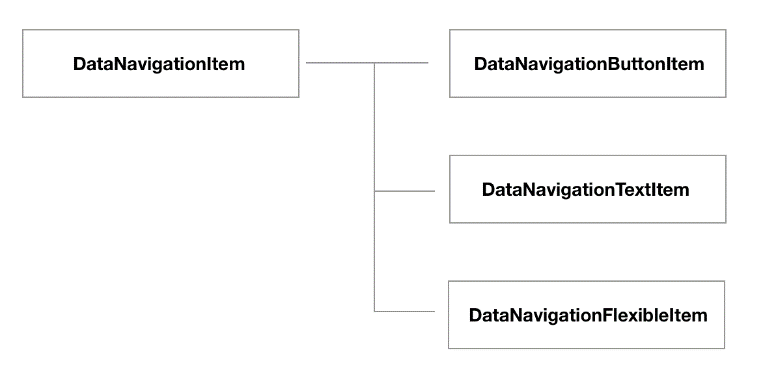 DataNavigationItem
DataNavigationButtonItem
DataNavigationTextItem
DataNavigationFlexibleItem